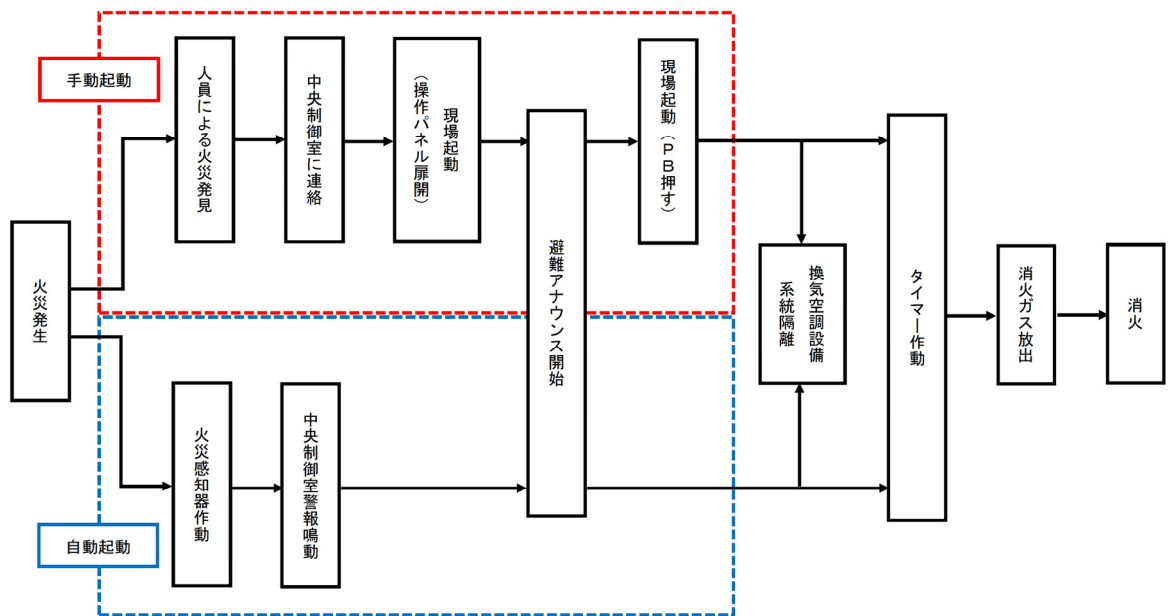 手動起動
人員による火災発見
中央制御室に連絡
現場起動
（操作パネル扉開）
避難アナウンス開始
現場起動（ＰＢ押す）
火災発生
換気空調設備
系統隔離
タイマー作動
消火ガス放出
消火
火災感知器作動
中央制御室警報鳴動
自動起動